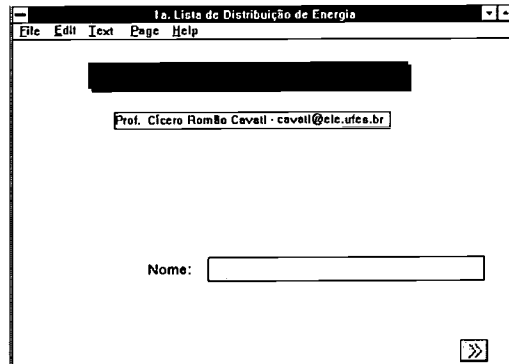 1a. Lista de Distribuição de Energia
File Edit Text Page Help
Prof. Cícero Romão Cavati - cavati@ele.ufes.br
Nome: